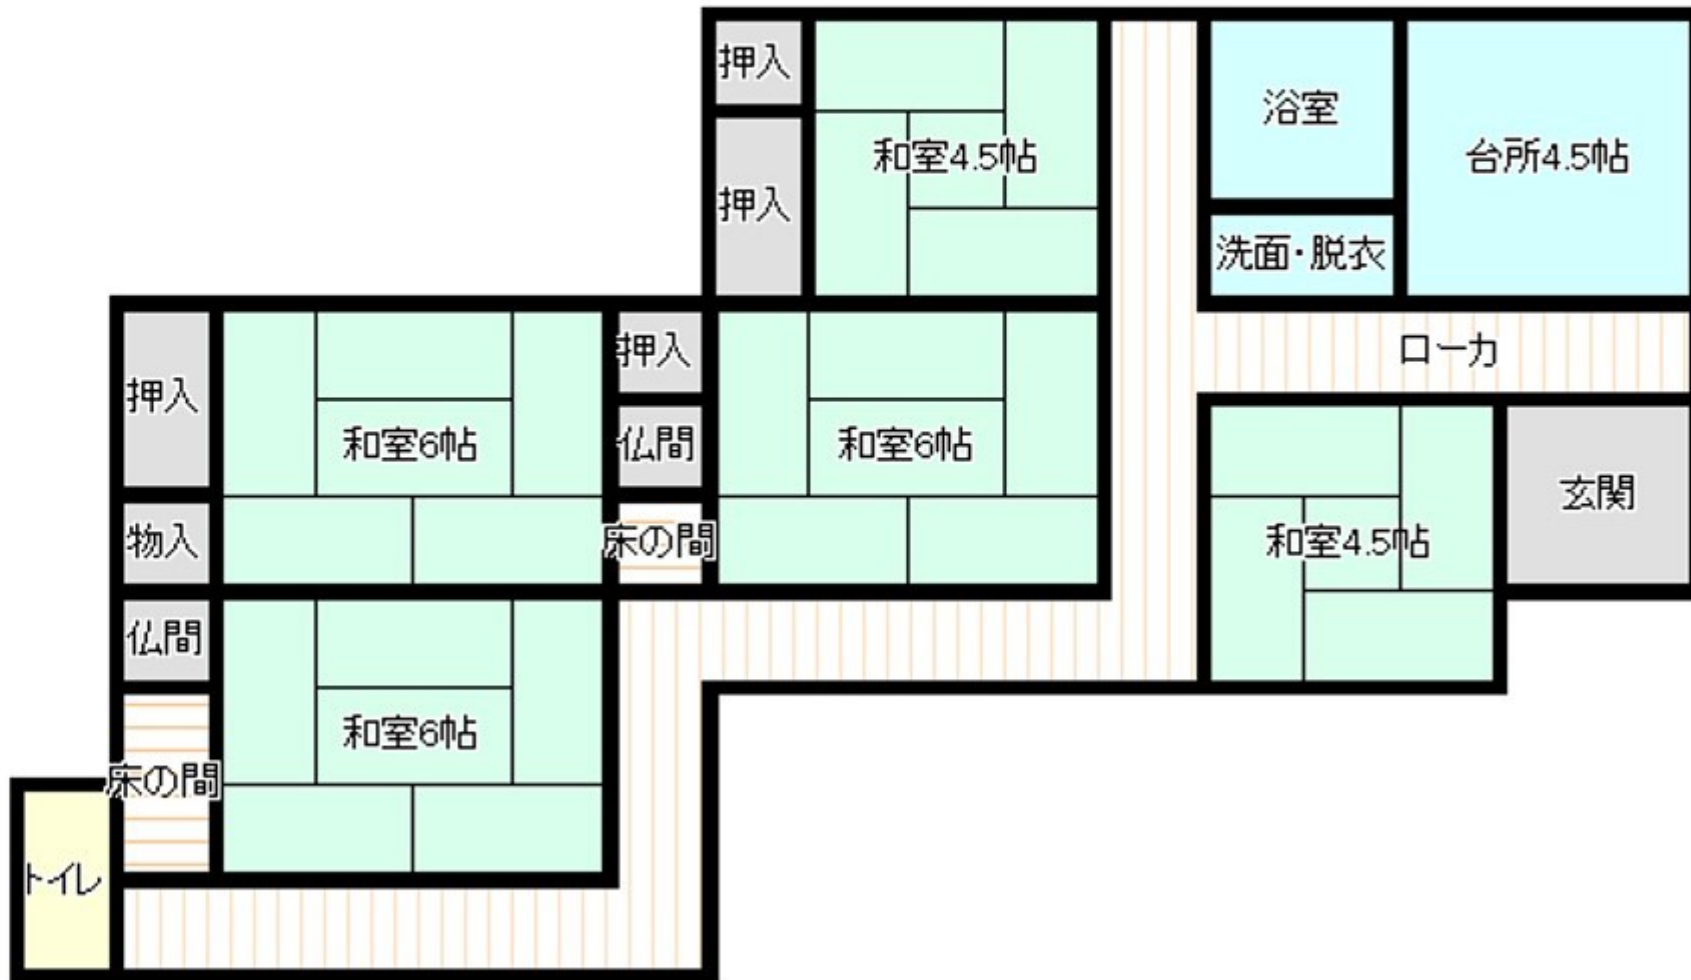 押入
和室4.5帖
押入
浴室
台所4.5帖
洗面・脱衣
押入
和室6帖
押入
仏間
床の間
和室6帖
ローカ
和室4.5帖
玄関
物入
仏間
和室6帖
床の間
トイレ